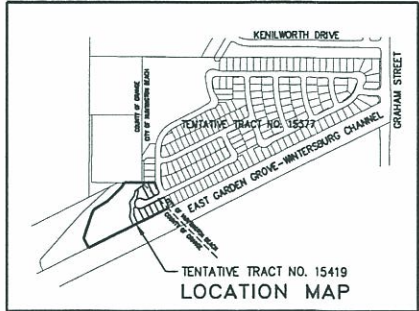 KENILWORTH DRIVE
GRAHAM STREET
COUNTY OF ORANGE
CITY OF HUNTINGTON BEACH
TENTATIVE TRACT NO. 15377
EAST GARDEN GROVE-WINTERSBURG CHANNEL
CITY OF HUNTINGTON BEACH
COUNTY OF ORANGE
TENTATIVE TRACT NO. 15419
LOCATION MAP